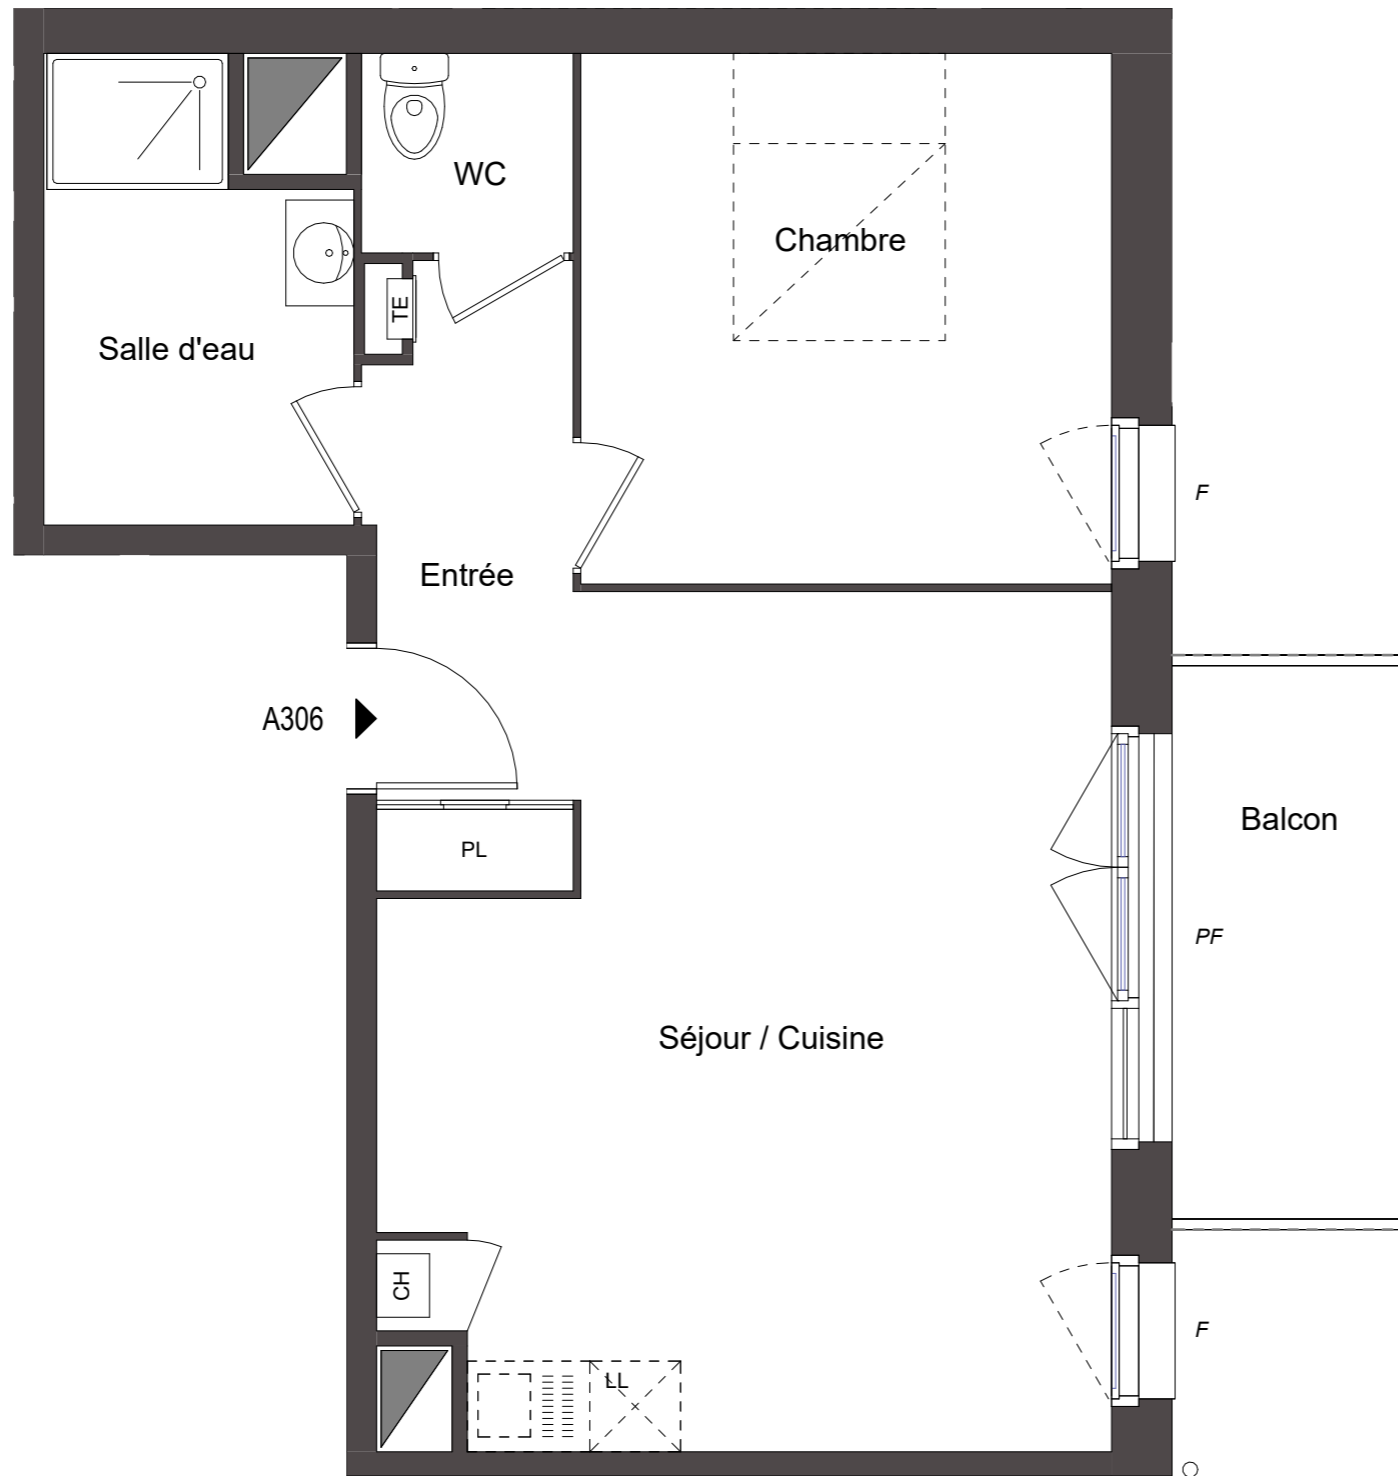 WC
Chambre
TE
Salle d'eau
F
Entrée
A306
Balcon
PL
PF
Séjour / Cuisine
CH
F
LL